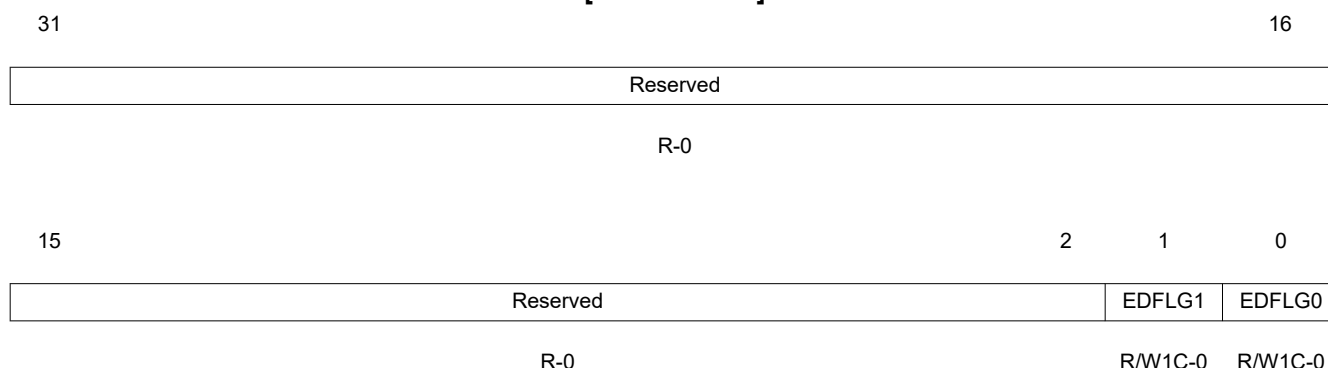 31 16
Reserved
R-0
15 2 1 0
Reserved EDFLG1 EDFLG0
R-0 R/W1C-0 R/W1C-0